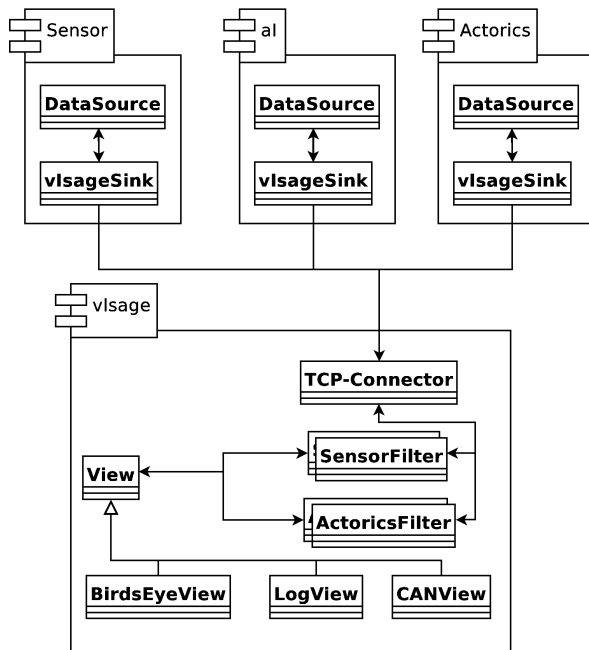 Sensor
aI
Actorics
DataSource
DataSource
DataSource
vIsageSink
vIsageSink
vIsageSink
vIsage
TCP-Connector
SensorFilter
View
ActoricsFilter
BirdsEyeView
LogView
CANView